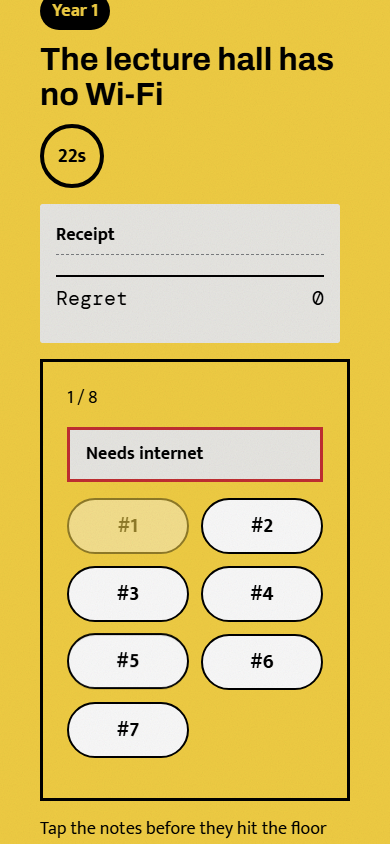 Year 1
The lecture hall has
no Wi-Fi
22s
Receipt
Regret 0
1 / 8
Needs internet
#1 #2
#3 #4
#5 #6
#7
Tap the notes before they hit the floor